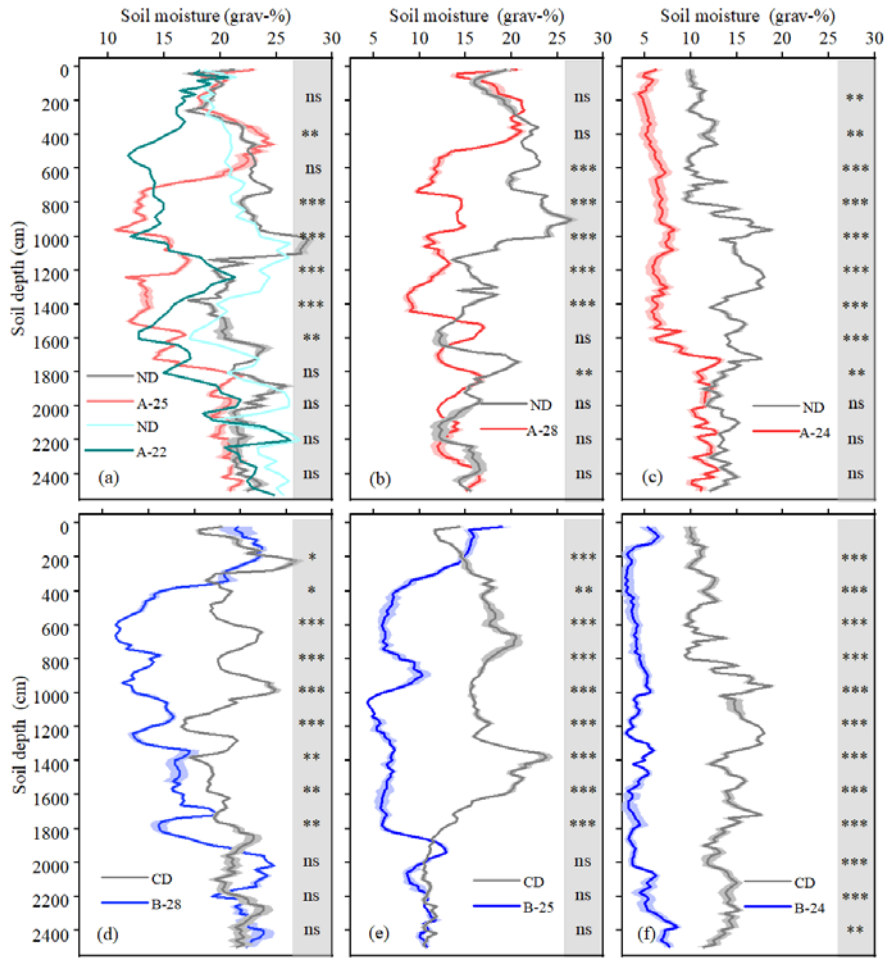 Soil moisture (grav-%) Soil moisture (grav-%) Soil moisture (grav-%)
10 15 20 25 30 5 10 15 20 25 30 5 10 15 20 25 30
0
200 ns ns **
400 ** ns **
600 ns *** ***
800 *** *** ***
1000 *** *** ***
1200 *** *** ***
1400 *** *** ***
1600 ** ns ***
1800 ns ** **
2000 ns ns
2200 ns ns
2400 ns ns
Soil depth (cm)
ND
A-25
ND
A-22
(a)
ND
A-28
(b)
ND
A-24
(c)
0
200 * *** ***
400 * ** ***
600 *** *** ***
800 *** *** ***
1000 *** *** ***
1200 *** *** ***
1400 ** *** ***
1600 ** *** ***
1800 ** *** ***
2000 ns ns ***
2200 ns ns ***
2400 ns ns **
Soil depth (cm)
CD
B-28
(d)
CD
B-25
(e)
CD
B-24
(f)